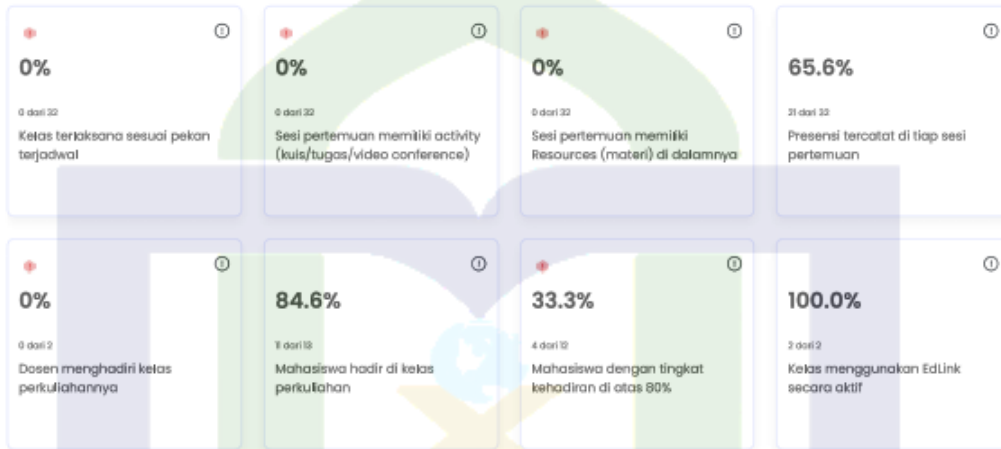 0%
0 dari 32
Kelas terlaksana sesuai pekan
terjadwal
0%
0 dari 32
Sesi pertemuan memiliki activity
(kuis/tugas/video conference)
0%
0 dari 32
Sesi pertemuan memiliki
Resources (materi) di dalamnya
65.6%
21 dari 32
Presensi tercatat di tiap sesi
pertemuan
0%
0 dari 2
Dosen menghadiri kelas
perkuliahannya
84.6%
11 dari 13
Mahasiswa hadir di kelas
perkuliahan
33.3%
4 dari 12
Mahasiswa dengan tingkat
kehadiran di atas 80%
100.0%
2 dari 2
Kelas menggunakan EdLink
secara aktif